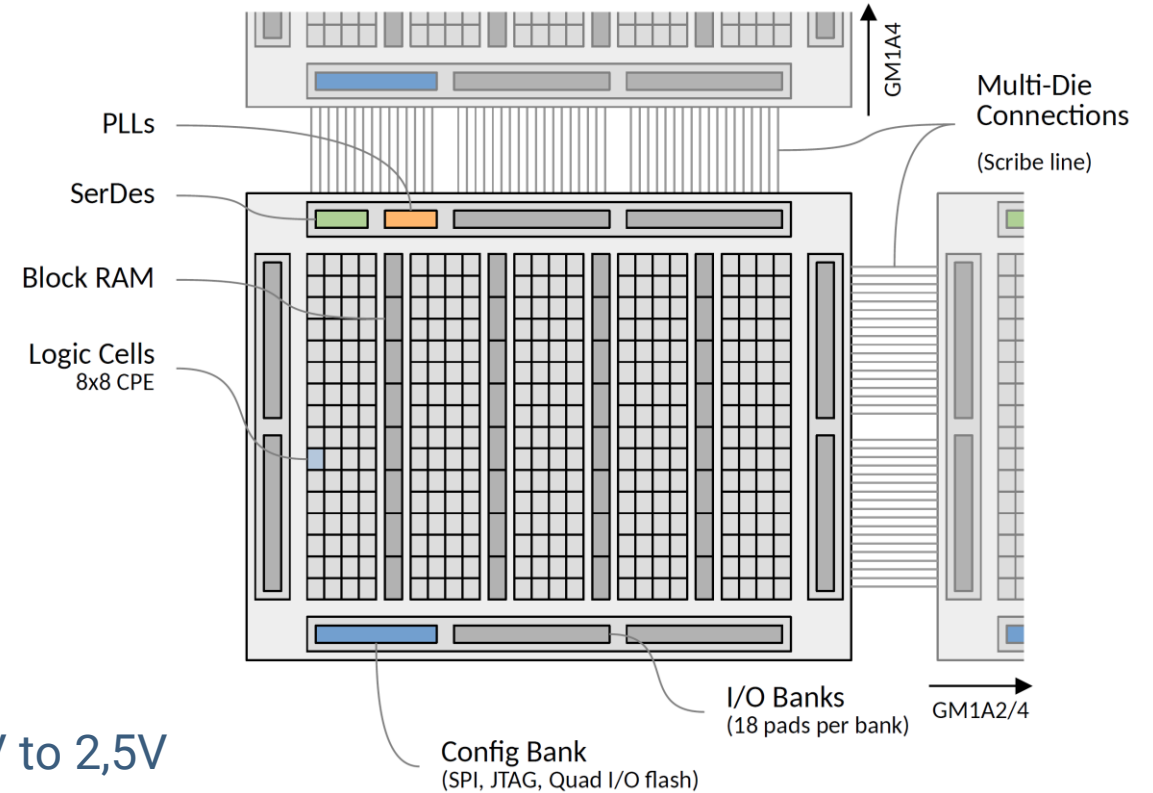 GM1A4
Multi-Die
Connections
(Scribe line)
PLLs
SerDes
Block RAM
Logic Cells
8x8 CPE
I/O Banks
(18 pads per bank)
GM1A2/4
Config Bank
(SPI, JTAG, Quad I/O flash)
to 2,5V